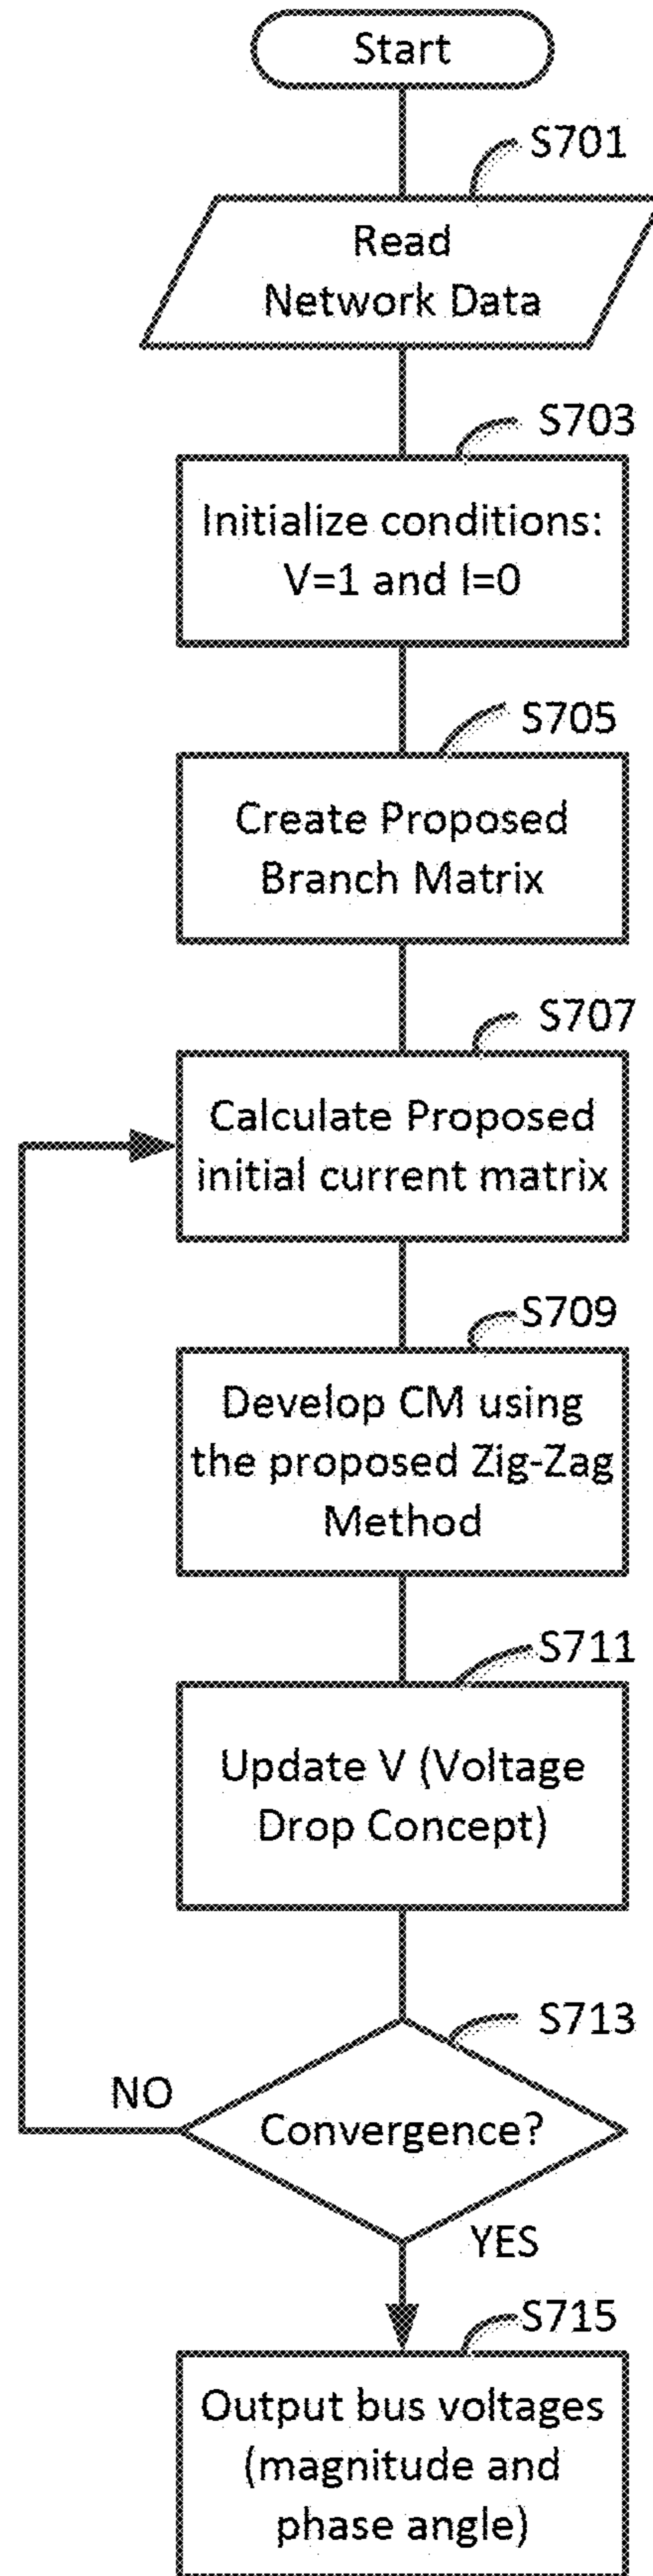 Start
S701
Read
Network Data
S703
Initialize conditions:
V=1 and I=0
S705
Create Proposed
Branch Matrix
S707
Calculate Proposed
initial current matrix
S709
Develop CM using
the proposed Zig-Zag
Method
S711
Update V (Voltage
Drop Concept)
S713
NO
Convergence?
YES
S715
Output bus voltages
(magnitude and
phase angle)